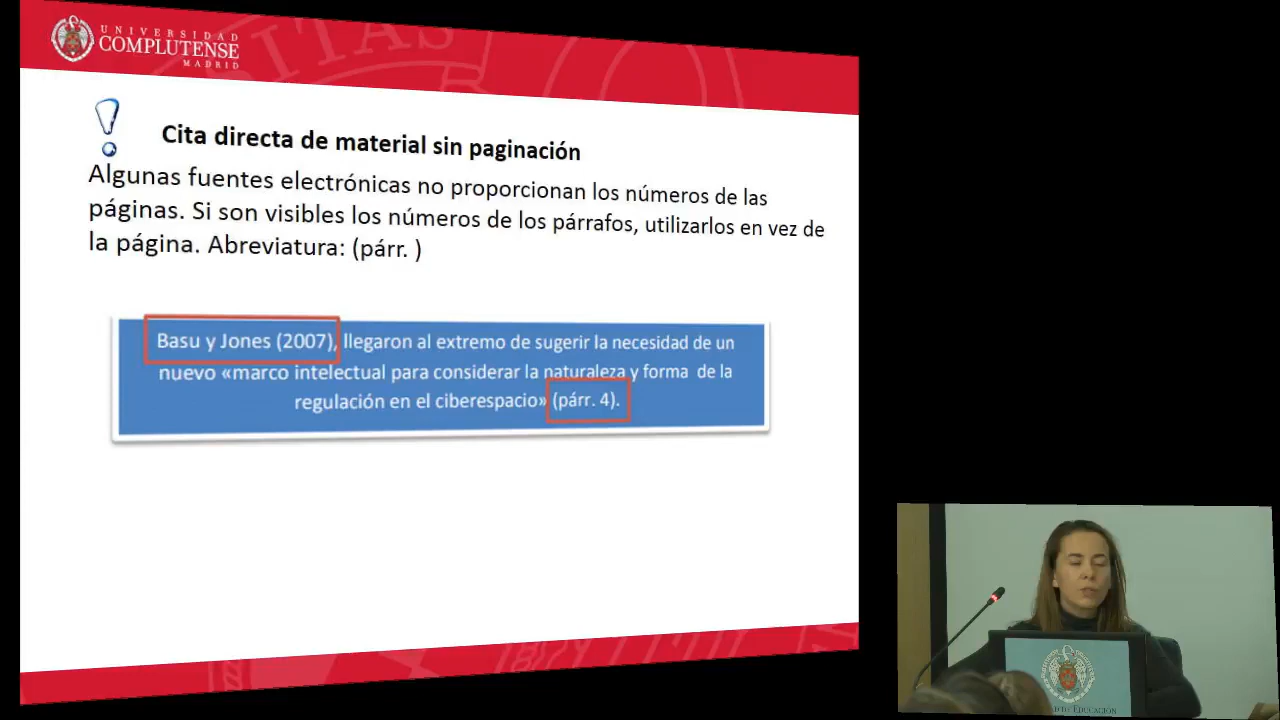 UNIVERSIDAD
COMPLUTENSE
MADRID
Cita directa de material sin paginación
Algunas fuentes electrónicas no proporcionan los números de las
páginas. Si son visibles los números de los párrafos, utilizarlos en vez de
la página. Abreviatura: (párr. )
Basu y Jones (2007), llegaron al extremo de sugerir la necesidad de un
nuevo «marco intelectual para considerar la naturaleza y forma de la
regulación en el ciberespacio» (párr. 4).